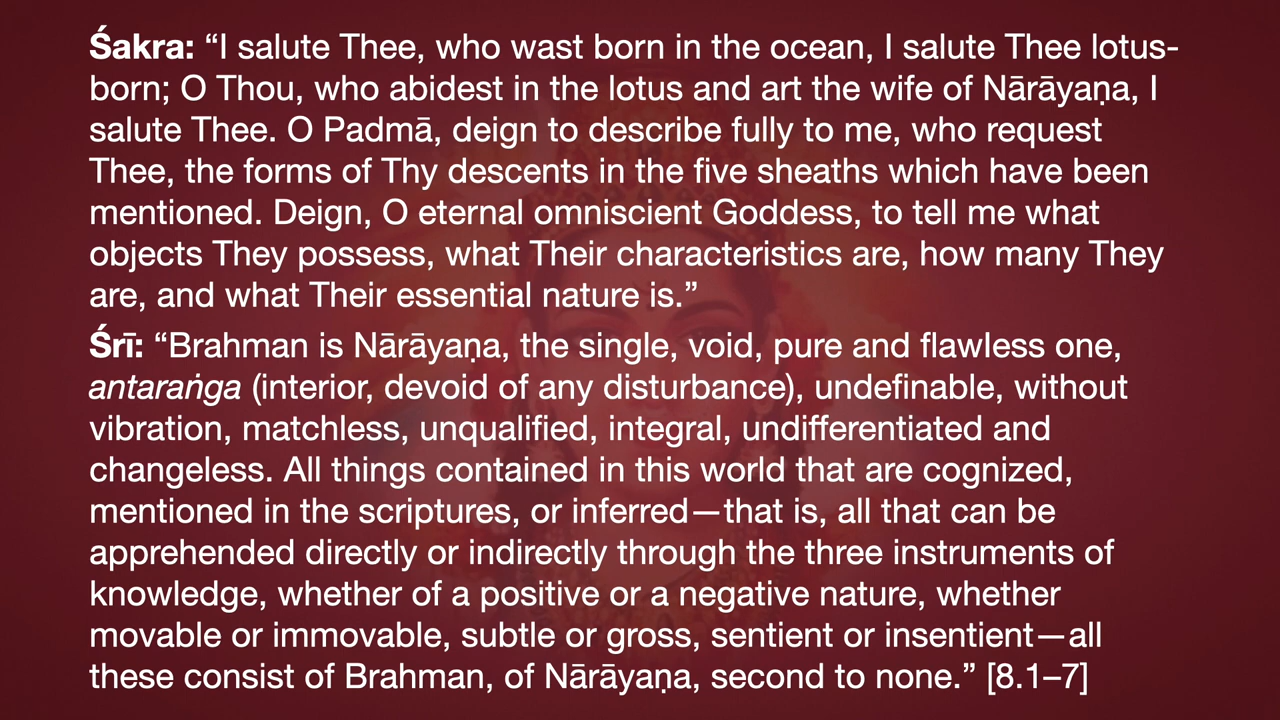 Śakra: “I salute Thee, who wast born in the ocean, I salute Thee lotus-
born; O Thou, who abidest in the lotus and art the wife of Nārāyaṇa, I
salute Thee. O Padmā, deign to describe fully to me, who request
Thee, the forms of Thy descents in the five sheaths which have been
mentioned. Deign, O eternal omniscient Goddess, to tell me what
objects They possess, what Their characteristics are, how many They
are, and what Their essential nature is.”
Śrī: “Brahman is Nārāyaṇa, the single, void, pure and flawless one,
antaraṅga (interior, devoid of any disturbance), undefinable, without
vibration, matchless, unqualified, integral, undifferentiated and
changeless. All things contained in this world that are cognized,
mentioned in the scriptures, or inferred—that is, all that can be
apprehended directly or indirectly through the three instruments of
knowledge, whether of a positive or a negative nature, whether
movable or immovable, subtle or gross, sentient or insentient—all
these consist of Brahman, of Nārāyaṇa, second to none.” [8.1–7]